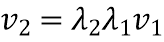 v₂ = λ₂λ₁v₁